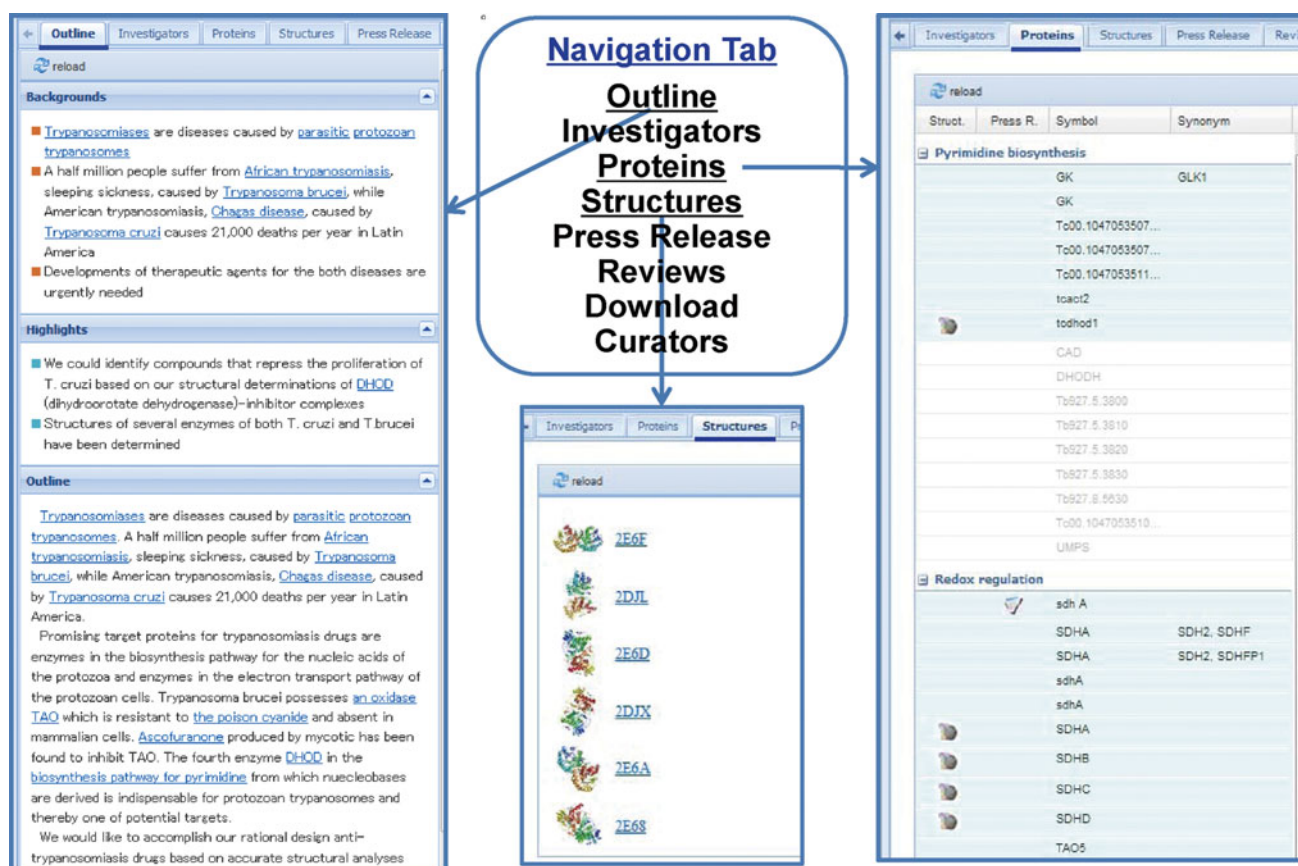 Outline Investigators Proteins Structures Press Release
reload
Backgrounds
Trypanosomiases are diseases caused by parasitic protozoan
trypanosomes
A half million people suffer from African trypanosomiasis,
sleeping sickness, caused by Trypanosoma brucei, while
American trypanosomiasis, Chagas disease, caused by
Trypanosoma cruzi causes 21,000 deaths per year in Latin
America
Developments of therapeutic agents for the both diseases are
urgently needed
Highlights
We could identify compounds that repress the proliferation of
T. cruzi based on our structural determinations of DHOD
(dihydroorotate dehydrogenase)-inhibitor complexes
Structures of several enzymes of both T. cruzi and T.brucei
have been determined
Outline
Trypanosomiases are diseases caused by parasitic protozoan
trypanosomes. A half million people suffer from African
trypanosomiasis, sleeping sickness, caused by Trypanosoma
brucei, while American trypanosomiasis, Chagas disease, caused
by Trypanosoma cruzi causes 21,000 deaths per year in Latin
America.
Promising target proteins for trypanosomiasis drugs are
enzymes in the biosynthesis pathway for the nucleic acids of
the protozoa and enzymes in the electron transport pathway of
the protozoan cells. Trypanosoma brucei possesses an oxidase
TAO which is resistant to the poison cyanide and absent in
mammalian cells. Ascofuranone produced by mycotic has been
found to inhibit TAO. The fourth enzyme DHOD in the
biosynthesis pathway for pyrimidine from which nuecleobases
are derived is indispensable for protozoan trypanosomes and
thereby one of potential targets.
We would like to accomplish our rational design anti-
trypanosomiasis drugs based on accurate structural analyses
Navigation Tab
Outline
Investigators
Proteins
Structures
Press Release
Reviews
Download
Curators
Investigators Proteins Structures
reload
2E6F
2DJL
2E6D
2DJX
2E6A
2E68
Investigators Proteins Structures Press Release Revi
reload
Struct. Press R. Symbol Synonym
Pyrimidine biosynthesis
GK GLK1
GK
Tc00.1047053507...
Tc00.1047053507...
Tc00.1047053511...
tcact2
tcdhod1
CAD
DHODH
Tb927.5.3800
Tb927.5.3810
Tb927.5.3820
Tb927.5.3830
Tb927.8.5630
Tc00.1047053510...
UMPS
Redox regulation
sdh A
SDHA SDH2, SDHF
SDHA SDH2, SDHFP1
sdhA
sdhA
SDHA
SDHB
SDHC
SDHD
TAO5